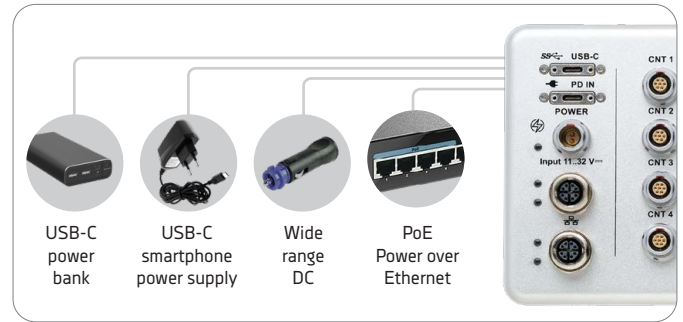 SS USB-C
PD IN
POWER
Input 11..32 V
CNT 1
CNT 2
CNT 3
CNT 4
PoE
USB-C
power
bank
USB-C
smartphone
power supply
Wide
range
DC
PoE
Power over
Ethernet